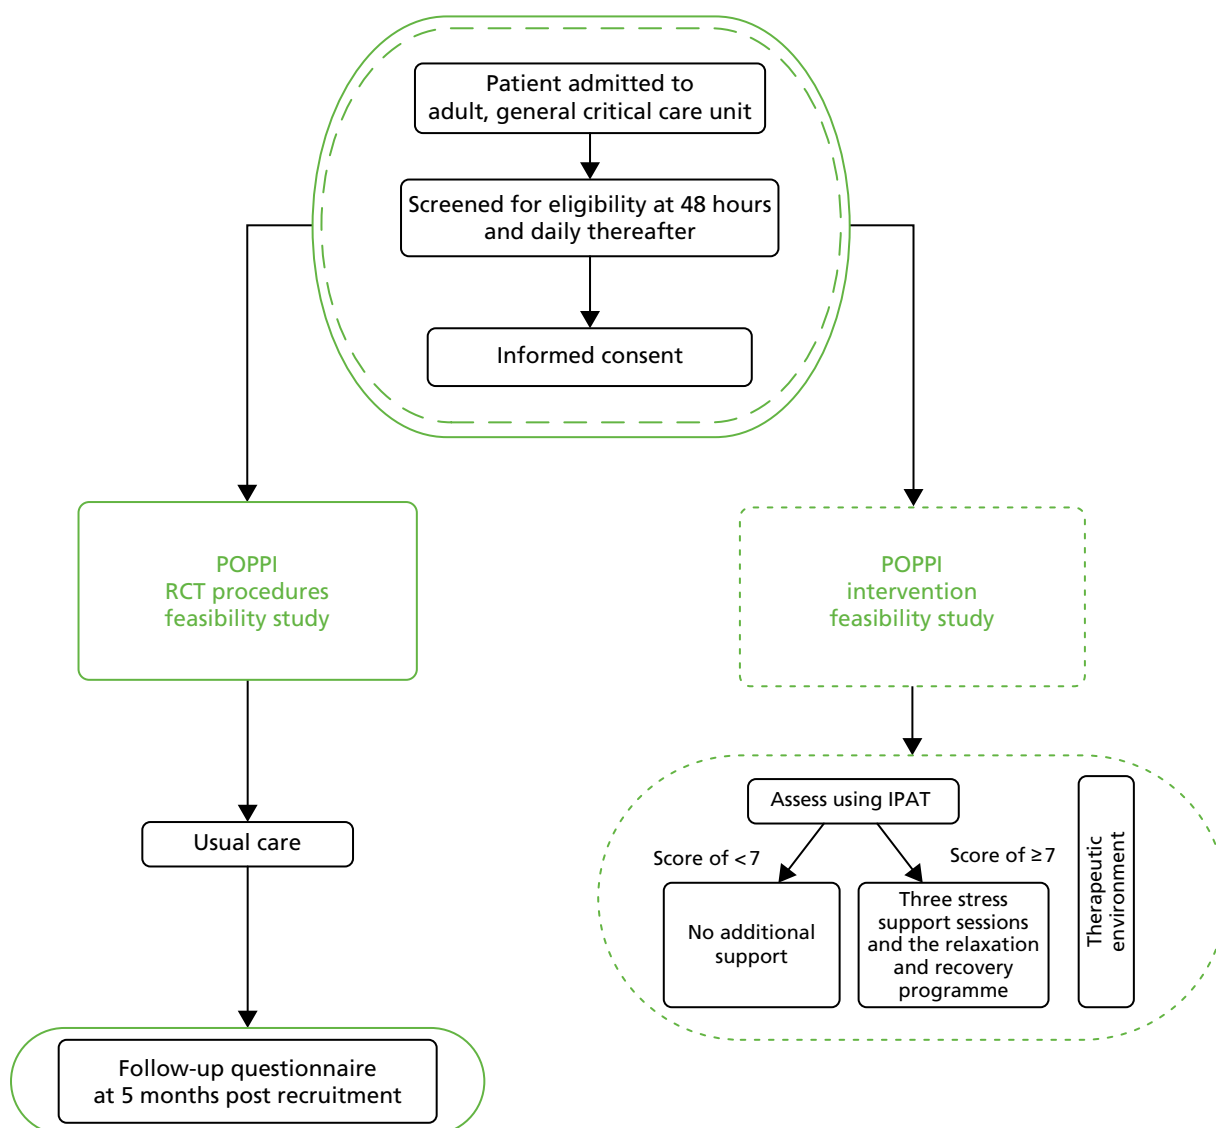 Patient admitted to
adult, general critical care unit
Screened for eligibility at 48 hours
and daily thereafter
Informed consent
POPPI
RCT procedures
feasibility study
POPPI
intervention
feasibility study
Usual care
Follow-up questionnaire
at 5 months post recruitment
Assess using IPAT
Score of <7
Score of ≥7
No additional
support
Three stress
support sessions
and the relaxation
and recovery
programme
Therapeutic
environment